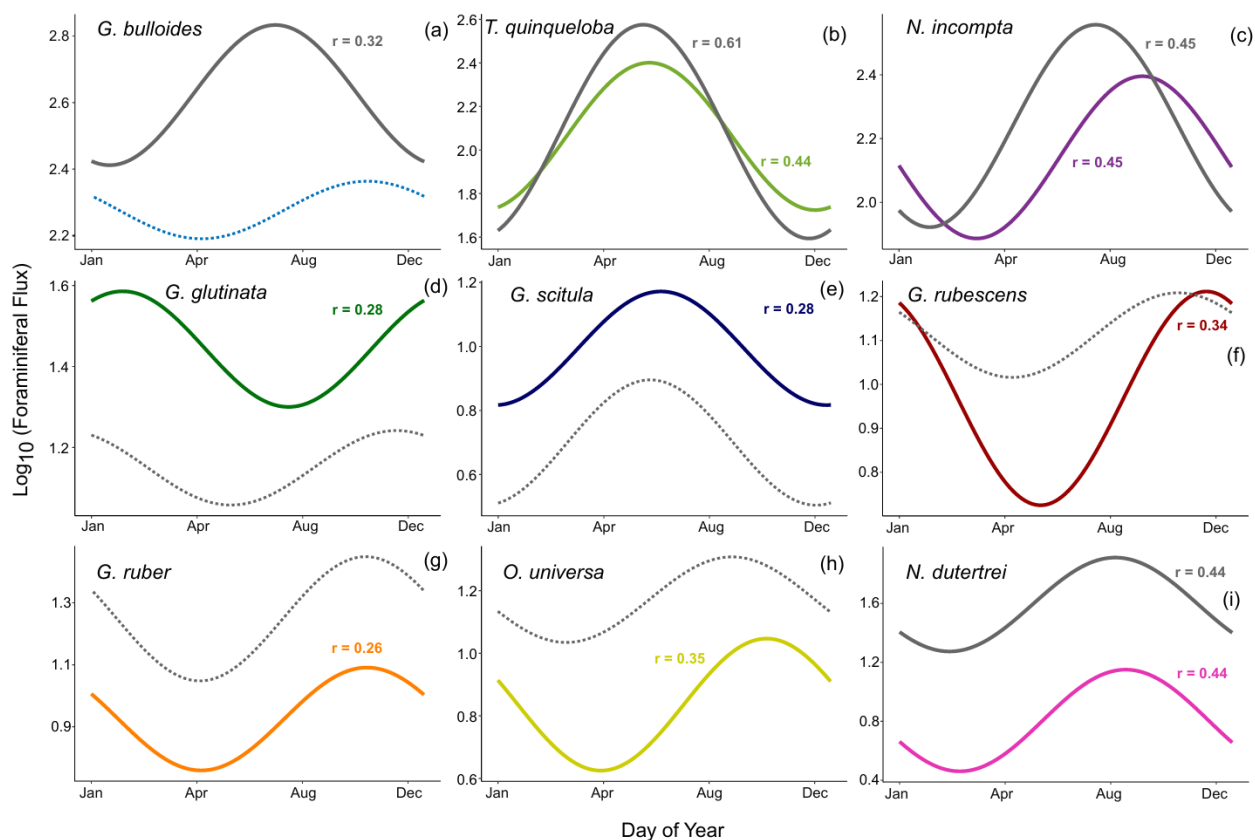 G. bulloides
(a)
r = 0.32
2.8
2.6
2.4
2.2
Jan Apr Aug Dec
T. quinqueloba
(b)
r = 0.61
r = 0.44
2.6
2.4
2.2
2.0
1.8
1.6
Jan Apr Aug Dec
N. incompta
(c)
r = 0.45
r = 0.45
2.4
2.2
2.0
Jan Apr Aug Dec
G. glutinata
(d)
r = 0.28
1.6
1.4
1.2
Jan Apr Aug Dec
G. scitula
(e)
r = 0.28
1.2
1.0
0.8
0.6
Jan Apr Aug Dec
G. rubescens
(f)
r = 0.34
1.2
1.1
1.0
0.9
0.8
Jan Apr Aug Dec
G. ruber
(g)
r = 0.26
1.3
1.1
0.9
Jan Apr Aug Dec
O. universa
(h)
r = 0.35
1.2
1.0
0.8
0.6
Jan Apr Aug Dec
N. dutertrei
(i)
r = 0.44
r = 0.44
1.6
1.2
0.8
0.4
Jan Apr Aug Dec
Log10 (Foraminiferal Flux)
Day of Year